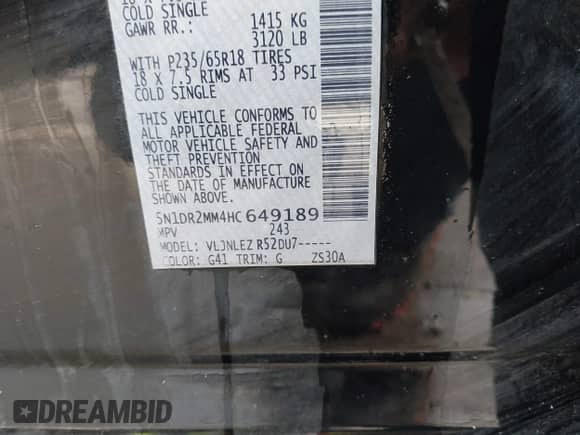 COLD SINGLE
GAWR RR.: 1415 KG
3120 LB
WITH P235/65R18 TIRES
18 X 7.5 RIMS AT 33 PSI
COLD SINGLE
THIS VEHICLE CONFORMS TO
ALL APPLICABLE FEDERAL
MOTOR VEHICLE SAFETY AND
THEFT PREVENTION
STANDARDS IN EFFECT ON
THE DATE OF MANUFACTURE
SHOWN ABOVE.
5N1DR2MM4HC649189
MPV 243
MODEL: VLJNLEZ R52DU7-----
COLOR: G41 TRIM: G ZS30A
DREAMBID